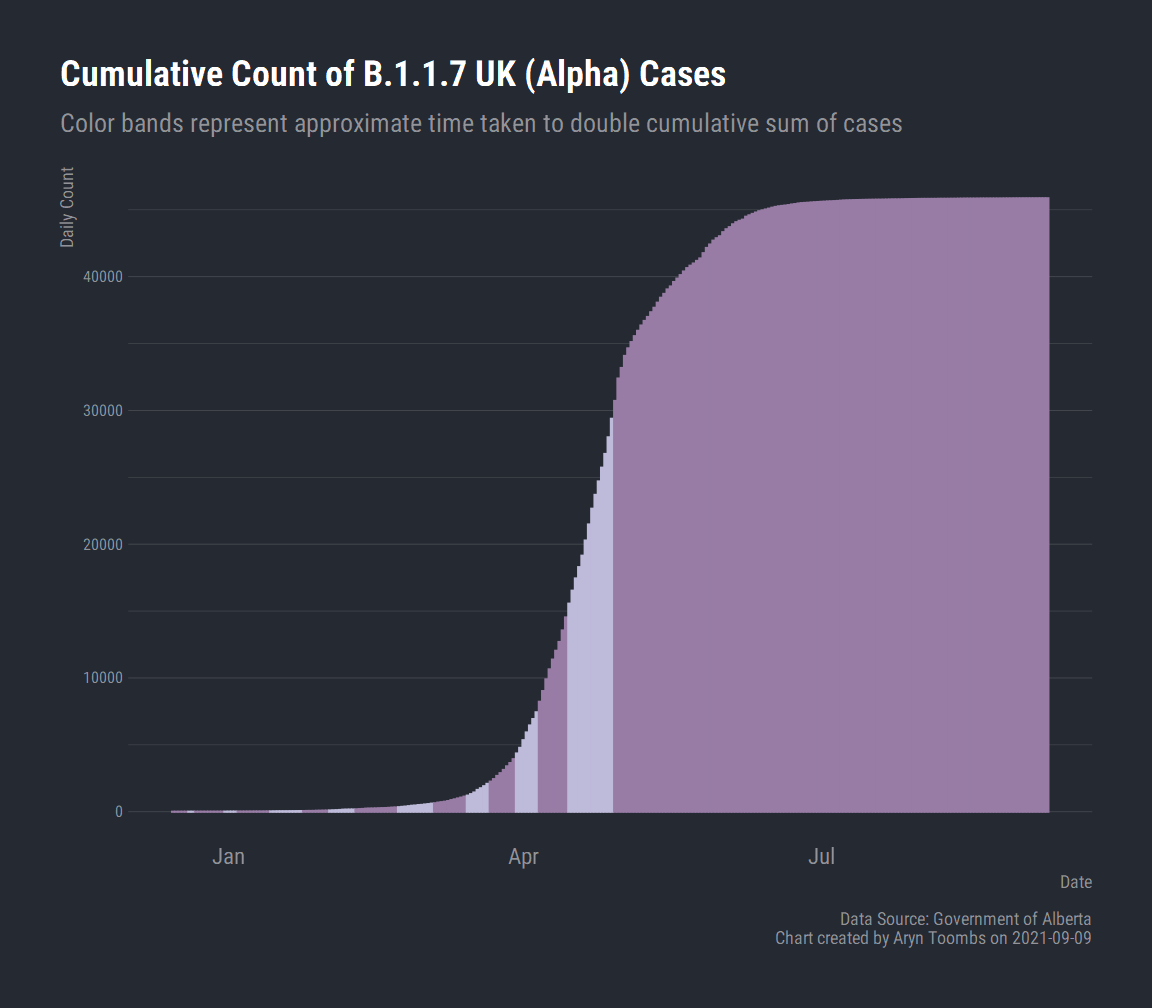 Cumulative Count of B.1.1.7 UK (Alpha) Cases
Color bands represent approximate time taken to double cumulative sum of cases
Daily Count
40000
30000
20000
10000
0
Jan
Apr
Jul
Date
Data Source: Government of Alberta
Chart created by Aryn Toombs on 2021-09-09